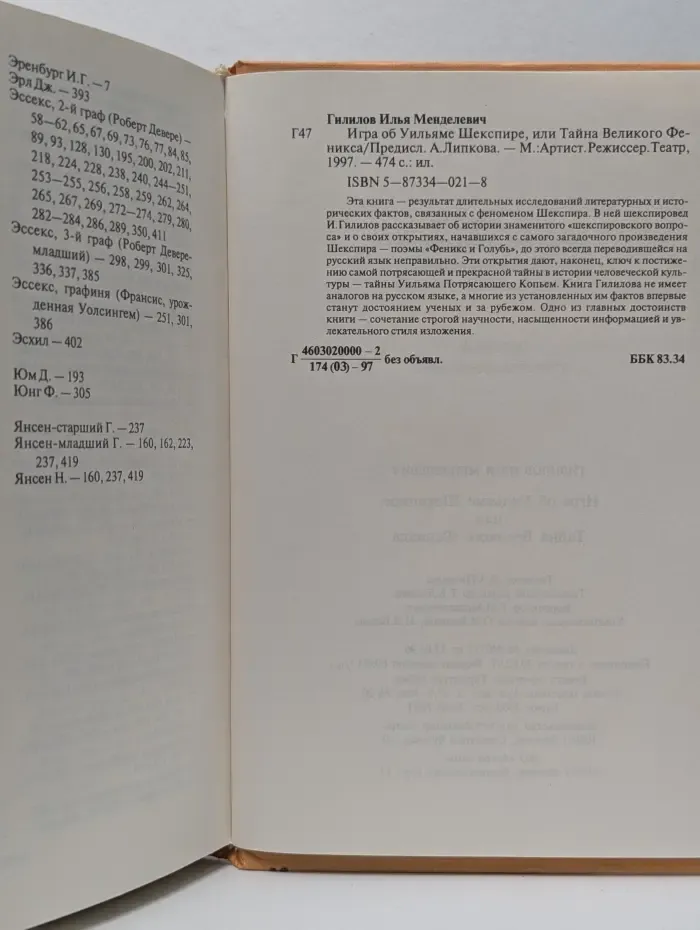 Эренбург И.Г. — 7
Эрл Дж. — 393
Эссекс, 2-й граф (Роберт Девере) —
58—62, 65, 67, 69, 73, 76, 77, 84, 85,
89, 93, 128, 130, 195, 200, 202, 211,
218, 224, 228, 238, 240, 244—251,
253—255, 256, 258, 259, 262, 264,
265, 267, 269, 272—274, 279, 280,
282—284, 286, 289, 350, 411
Эссекс, 3-й граф (Роберт Девере-
младший) — 298, 299, 301, 325,
336, 337, 385
Эссекс, графиня (Франсис, урож-
денная Уолсингем) — 251, 301,
386
Эсхил — 402
Юм Д. — 193
Юнг Ф. — 305
Янсен-старший Г. — 237
Янсен-младший Г. — 160, 162, 223,
237, 419
Янсен Н. — 160, 237, 419
Гилилов Илья Менделевич
Г47 Игра об Уильяме Шекспире, или Тайна Великого Фе-
никса/Предисл. А.Липкова. — М.:Артист.Режиссер.Театр,
1997. — 474 с.: ил.
ISBN 5—87334—021—8
Эта книга — результат длительных исследований литературных и ис-
торических фактов, связанных с феноменом Шекспира. В ней шекспировед
И.Гилилов рассказывает об истории знаменитого «шекспировского вопро-
са» и о своих открытиях, начавшихся с самого загадочного произведения
Шекспира — поэмы «Феникс и Голубь», до этого всегда переводившейся на
русский язык неправильно. Эти открытия дают, наконец, ключ к постиже-
нию самой потрясающей и прекрасной тайны в истории человеческой куль-
туры — тайны Уильяма Потрясающего Копьем. Книга Гилилова не имеет
аналогов на русском языке, а многие из установленных им фактов впервые
станут достоянием ученых и за рубежом. Одно из главных достоинств
книги — сочетание строгой научности, насыщенности информацией и ув-
лекательного стиля изложения.
Г 4603020000 — 2
174 (03) — 97 без объявл. ББК 83.34